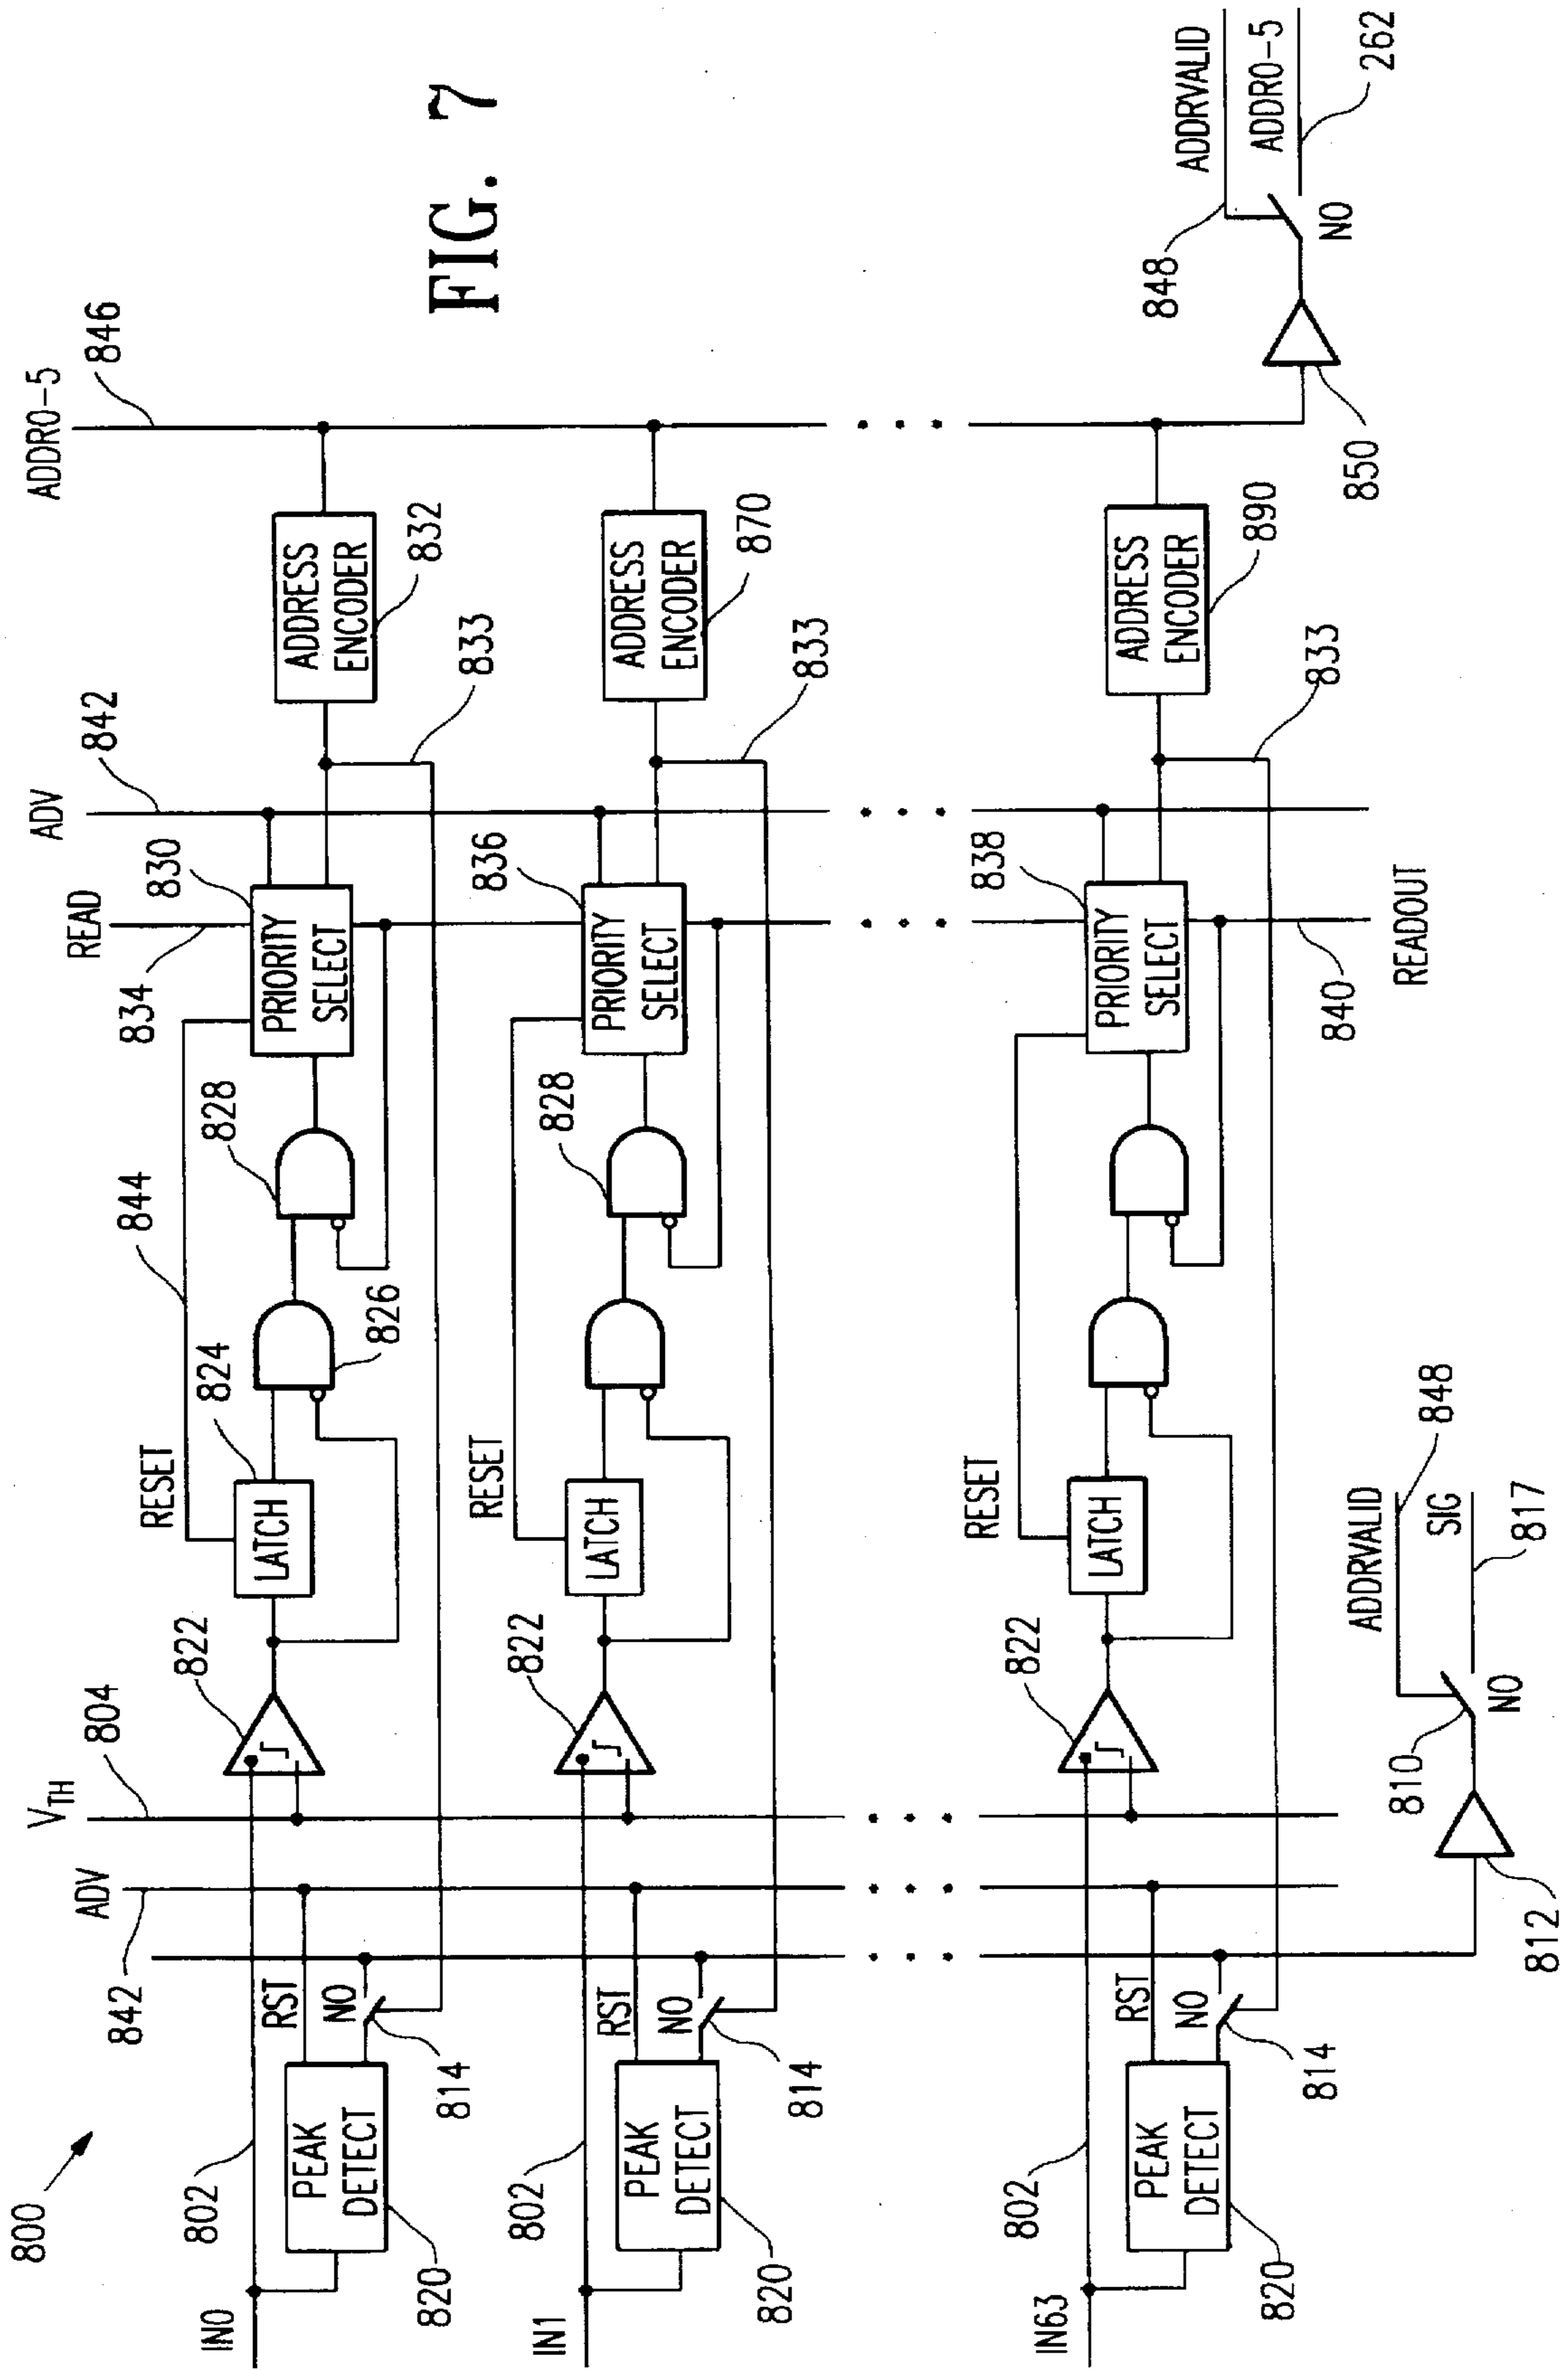 FIG. 7
800
ADDR0-5
846
ADV
842
READ
834
830
PRIORITY
SELECT
ADDRESS
ENCODER
832
833
844
828
826
RESET
824
LATCH
822
VTH
804
ADV
842
RST
NO
814
802
PEAK
DETECT
820
IN0
836
PRIORITY
SELECT
ADDRESS
ENCODER
870
833
828
RESET
LATCH
822
RST
NO
814
802
PEAK
DETECT
820
IN1
838
PRIORITY
SELECT
ADDRESS
ENCODER
890
833
840
READOUT
RESET
LATCH
822
RST
NO
814
802
PEAK
DETECT
820
IN63
ADDRVALID
848
SIG
817
810
NO
812
ADDRVALID
ADDR0-5
848
262
NO
850